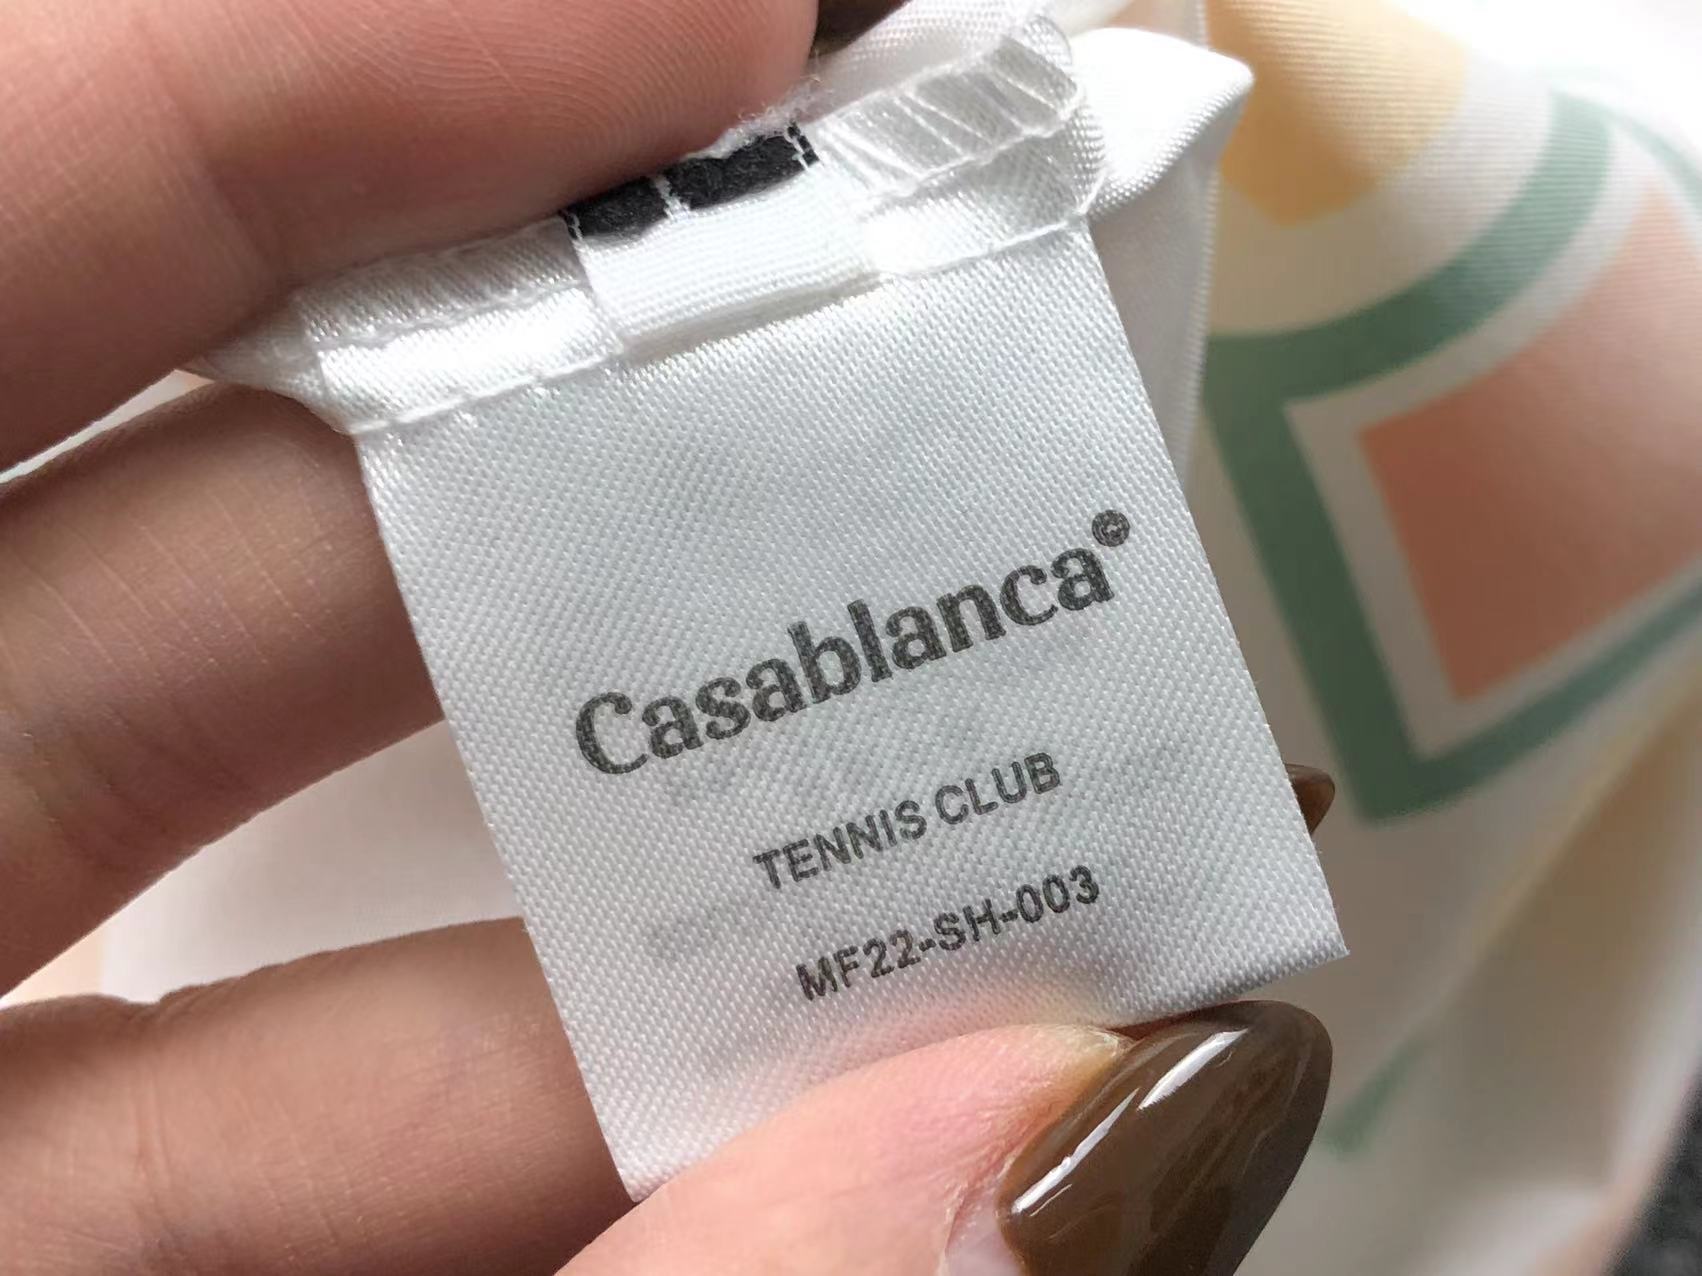 Casablanca©
TENNIS CLUB
MF22-SH-003